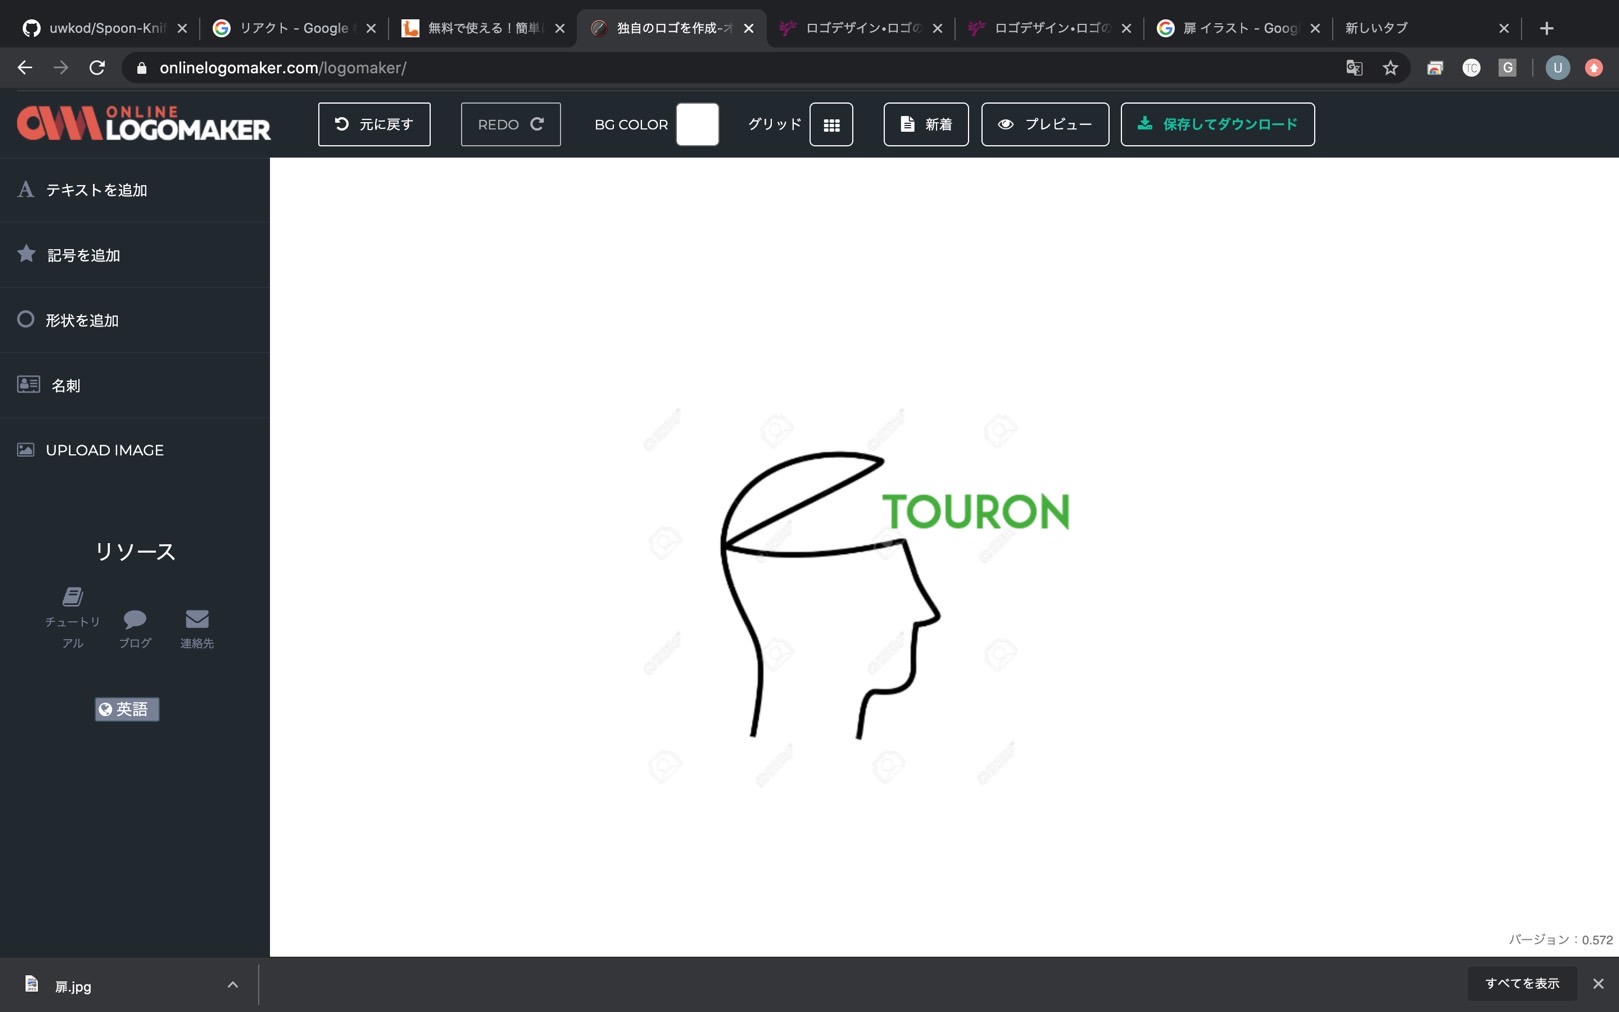 uwkod/Spoon-Knif
リアクト - Google
無料で使える！簡単に
独自のロゴを作成-オ
ロゴデザイン•ロゴの
ロゴデザイン•ロゴの
扉 イラスト - Goog
新しいタブ
onlinelogomaker.com/logomaker/
TC
G
U
ONLINE
LOGOMAKER
元に戻す
REDO
BG COLOR
グリッド
新着
プレビュー
保存してダウンロード
テキストを追加
記号を追加
形状を追加
名刺
UPLOAD IMAGE
リソース
チュートリ
アル
ブログ
連絡先
英語
TOURON
バージョン：0.572
扉.jpg
すべてを表示